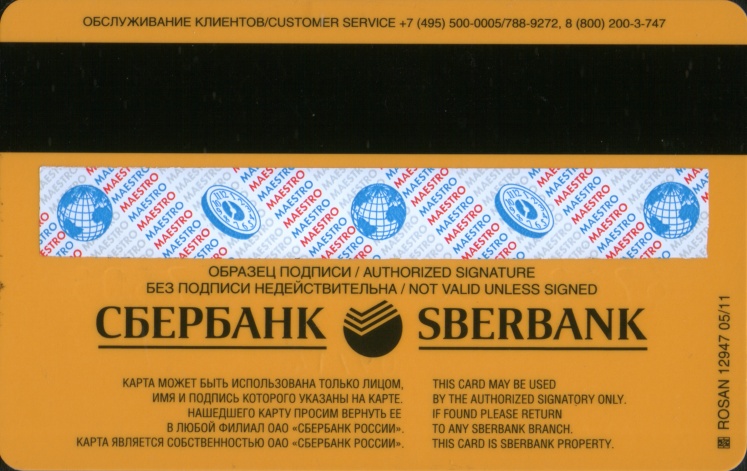 ОБСЛУЖИВАНИЕ КЛИЕНТОВ/CUSTOMER SERVICE +7 (495) 500-0005/788-9272, 8 (800) 200-3-747
MAESTRO MAESTRO MAESTRO MAESTRO MAESTRO
ОБРАЗЕЦ ПОДПИСИ / AUTHORIZED SIGNATURE
БЕЗ ПОДПИСИ НЕДЕЙСТВИТЕЛЬНА / NOT VALID UNLESS SIGNED
СБЕРБАНК SBERBANK
КАРТА МОЖЕТ БЫТЬ ИСПОЛЬЗОВАНА ТОЛЬКО ЛИЦОМ,
ИМЯ И ПОДПИСЬ КОТОРОГО УКАЗАНЫ НА КАРТЕ.
НАШЕДШЕГО КАРТУ ПРОСИМ ВЕРНУТЬ ЕЕ
В ЛЮБОЙ ФИЛИАЛ ОАО «СБЕРБАНК РОССИИ».
КАРТА ЯВЛЯЕТСЯ СОБСТВЕННОСТЬЮ ОАО «СБЕРБАНК РОССИИ».
THIS CARD MAY BE USED
BY THE AUTHORIZED SIGNATORY ONLY.
IF FOUND PLEASE RETURN
TO ANY SBERBANK BRANCH.
THIS CARD IS SBERBANK PROPERTY.
ROSAN 12947 05/11